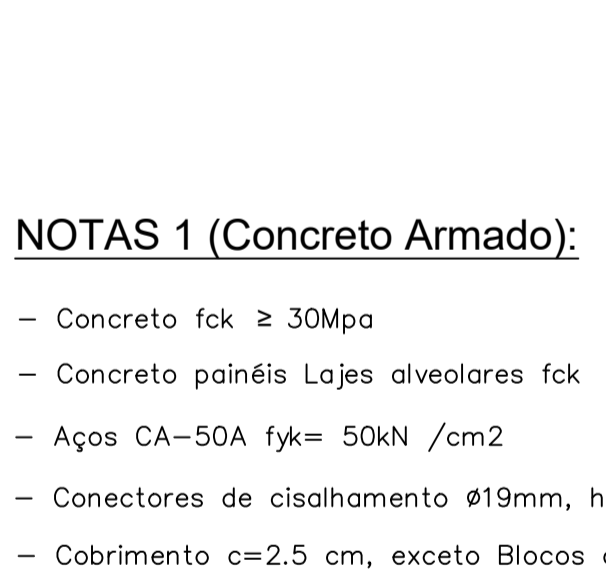 NOTAS 1 (Concreto Armado):
– Concreto fck ≥ 30Mpa
– Concreto painéis Lajes alveolares fck
– Aços CA–50A fyk= 50kN /cm2
– Conectores de cisalhamento Ø19mm, h
– Cobrimento c=2.5 cm, exceto Blocos